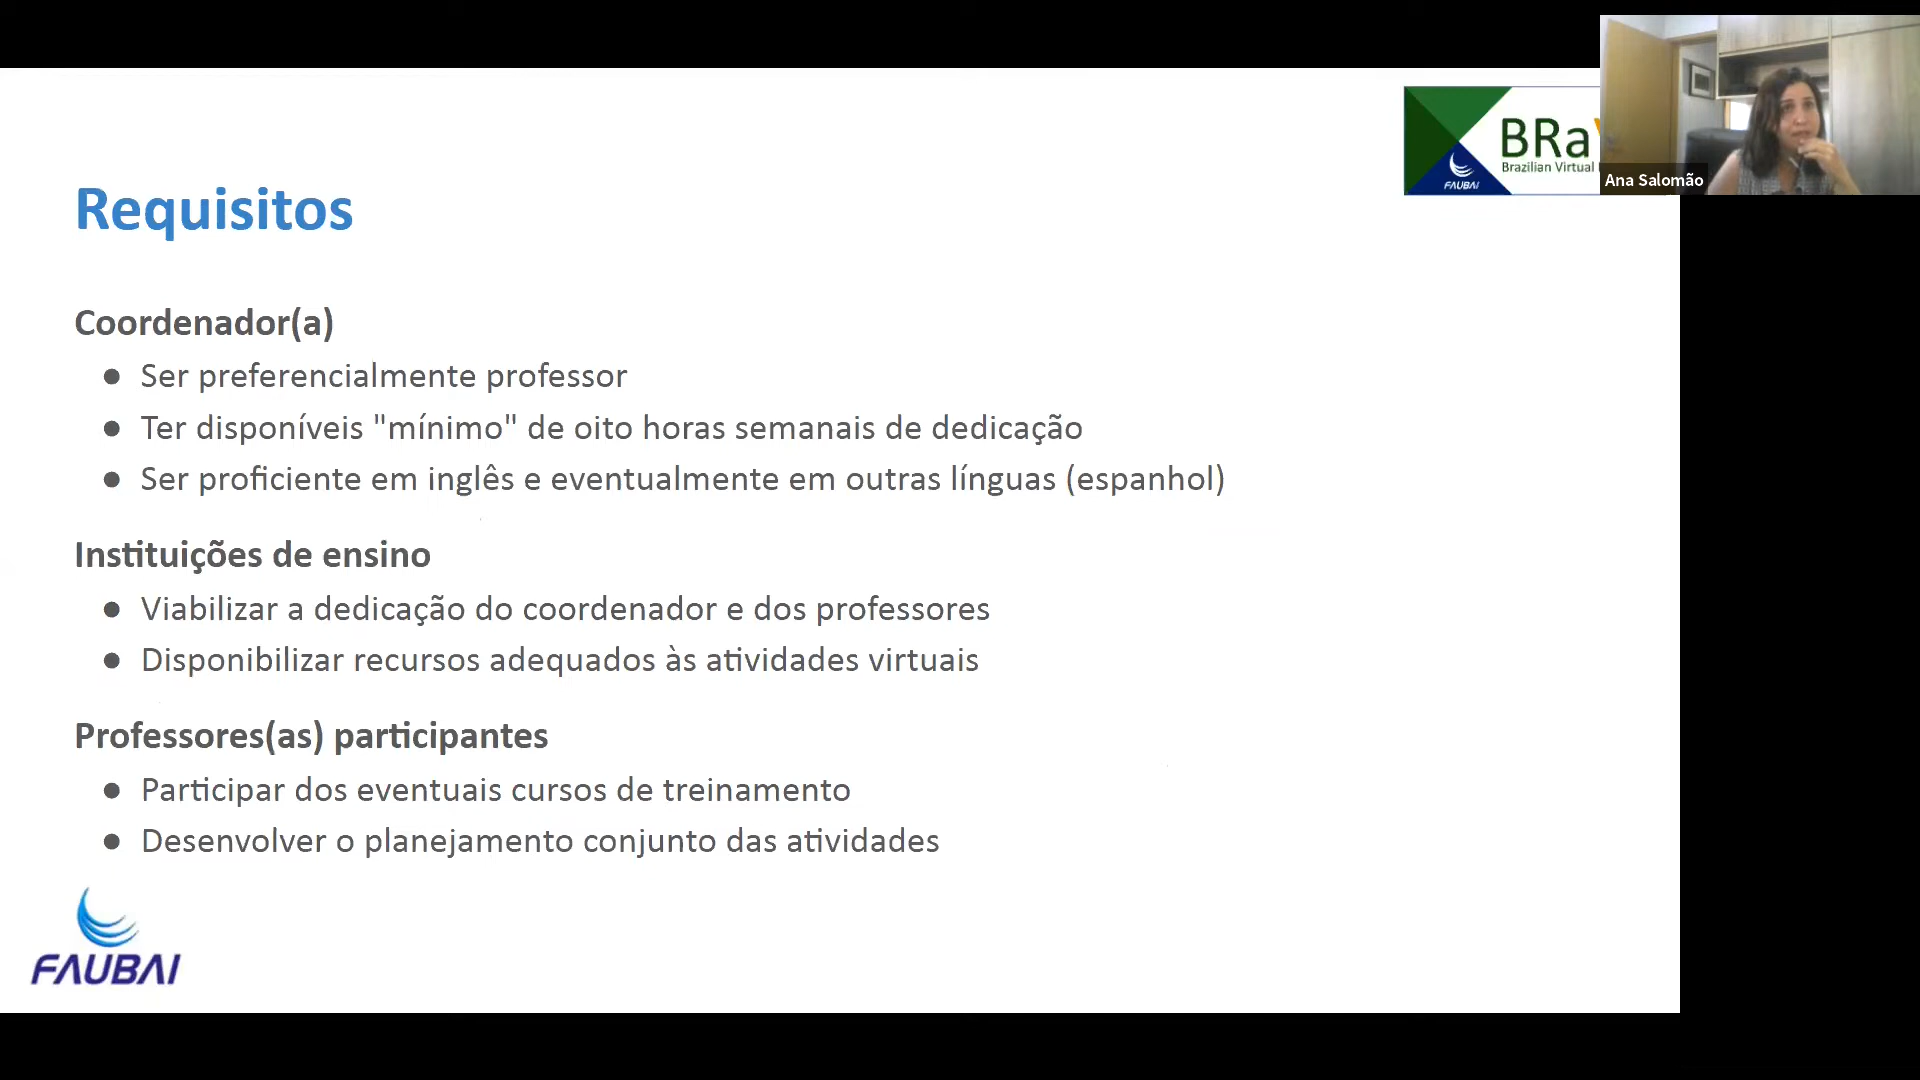 BRa
Brazilian Virtual
FAUBAI
Ana Salomão
Requisitos
Coordenador(a)
● Ser preferencialmente professor
● Ter disponíveis "mínimo" de oito horas semanais de dedicação
● Ser proficiente em inglês e eventualmente em outras línguas (espanhol)
Instituições de ensino
● Viabilizar a dedicação do coordenador e dos professores
● Disponibilizar recursos adequados às atividades virtuais
Professores(as) participantes
● Participar dos eventuais cursos de treinamento
● Desenvolver o planejamento conjunto das atividades
FAUBAI